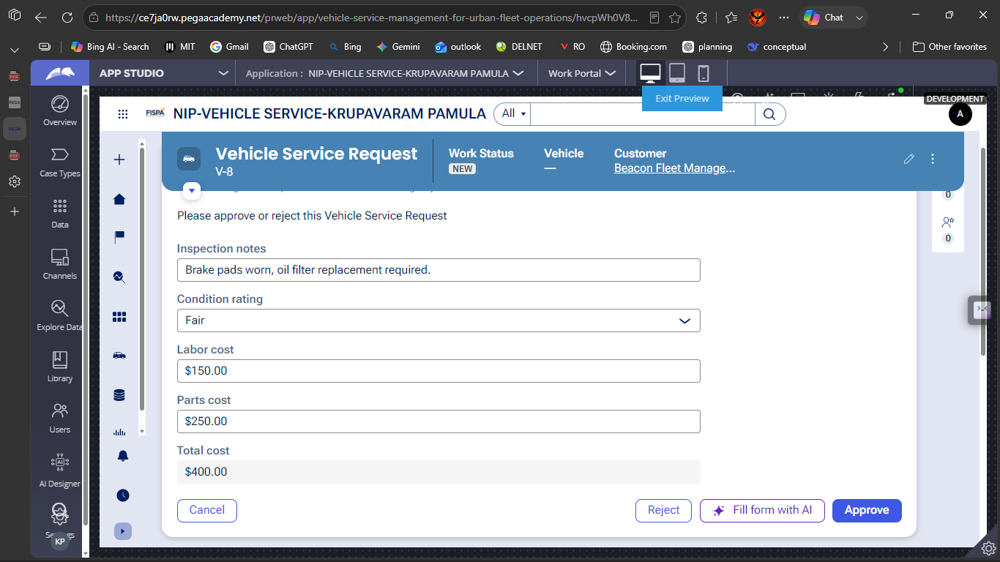 https://ce7ja0rw.pegaacademy.net/prweb/app/vehicle-service-management-for-urban-fleet-operations/hvcpWh0V8...
Chat
Bing AI - Search
MIT
Gmail
ChatGPT
Bing
Gemini
outlook
DELNET
RO
Booking.com
planning
conceptual
Other favorites
APP STUDIO
Application : NIP-VEHICLE SERVICE-KRUPAVARAM PAMULA
Work Portal
Exit Preview
DEVELOPMENT
PDF
PEGA
PEGA
PDF
Overview
Case Types
Data
Channels
Explore Data
Library
Users
AI
AI Designer
KP
FISPA
NIP-VEHICLE SERVICE-KRUPAVARAM PAMULA
All
A
Vehicle Service Request
V-8
Work Status
NEW
Vehicle
—
Customer
Beacon Fleet Manage...
0
0
Please approve or reject this Vehicle Service Request
Inspection notes
Brake pads worn, oil filter replacement required.
Condition rating
Fair
Labor cost
$150.00
Parts cost
$250.00
Total cost
$400.00
Cancel
Reject
Fill form with AI
Approve